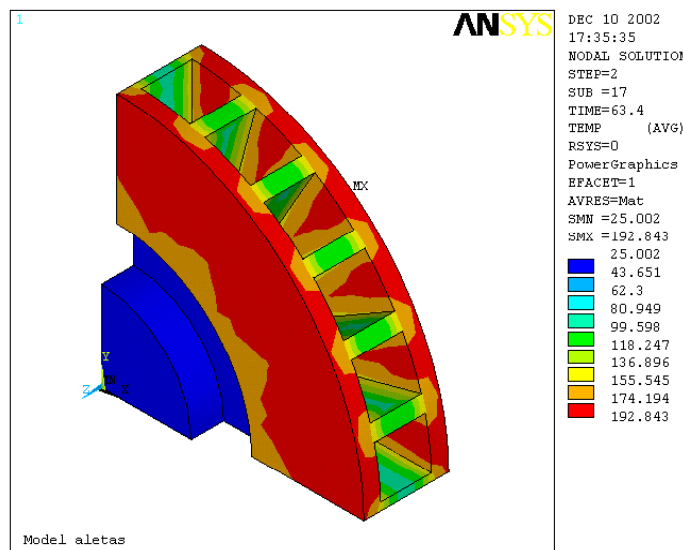 1
ANSYS
DEC 10 2002
17:35:35
NODAL SOLUTION
STEP=2
SUB =17
TIME=63.4
TEMP (AVG)
RSYS=0
PowerGraphics
EFACET=1
AVRES=Mat
SMN =25.002
SMX =192.843
25.002
43.651
62.3
80.949
99.598
118.247
136.896
155.545
174.194
192.843
MX
Y
Z
X
Model aletas